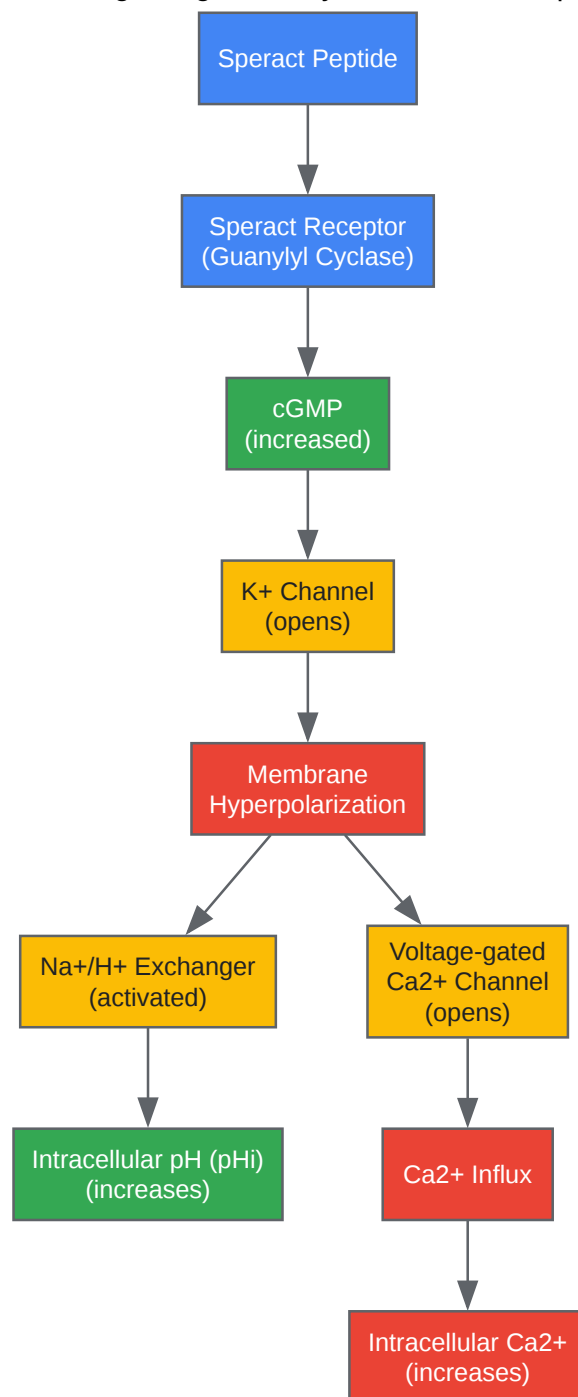 Speract Peptide
Speract Receptor
(Guanylyl Cyclase)
cGMP
(increased)
K+ Channel
(opens)
Membrane
Hyperpolarization
Na+/H+ Exchanger
(activated)
Voltage-gated
Ca2+ Channel
(opens)
Intracellular pH (pHi)
(increases)
Ca2+ Influx
Intracellular Ca2+
(increases)